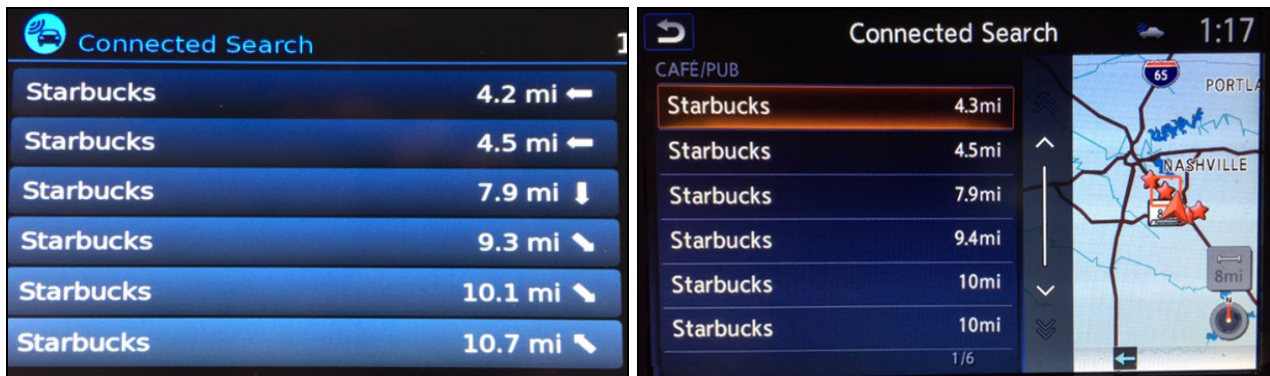 Connected Search
Starbucks 4.2 mi
Starbucks 4.5 mi
Starbucks 7.9 mi
Starbucks 9.3 mi
Starbucks 10.1 mi
Starbucks 10.7 mi
Connected Search 1:17
CAFÉ/PUB
Starbucks 4.3mi
Starbucks 4.5mi
Starbucks 7.9mi
Starbucks 9.4mi
Starbucks 10mi
Starbucks 10mi
1/6
65
PORTLA
NASHVILLE
8mi
N